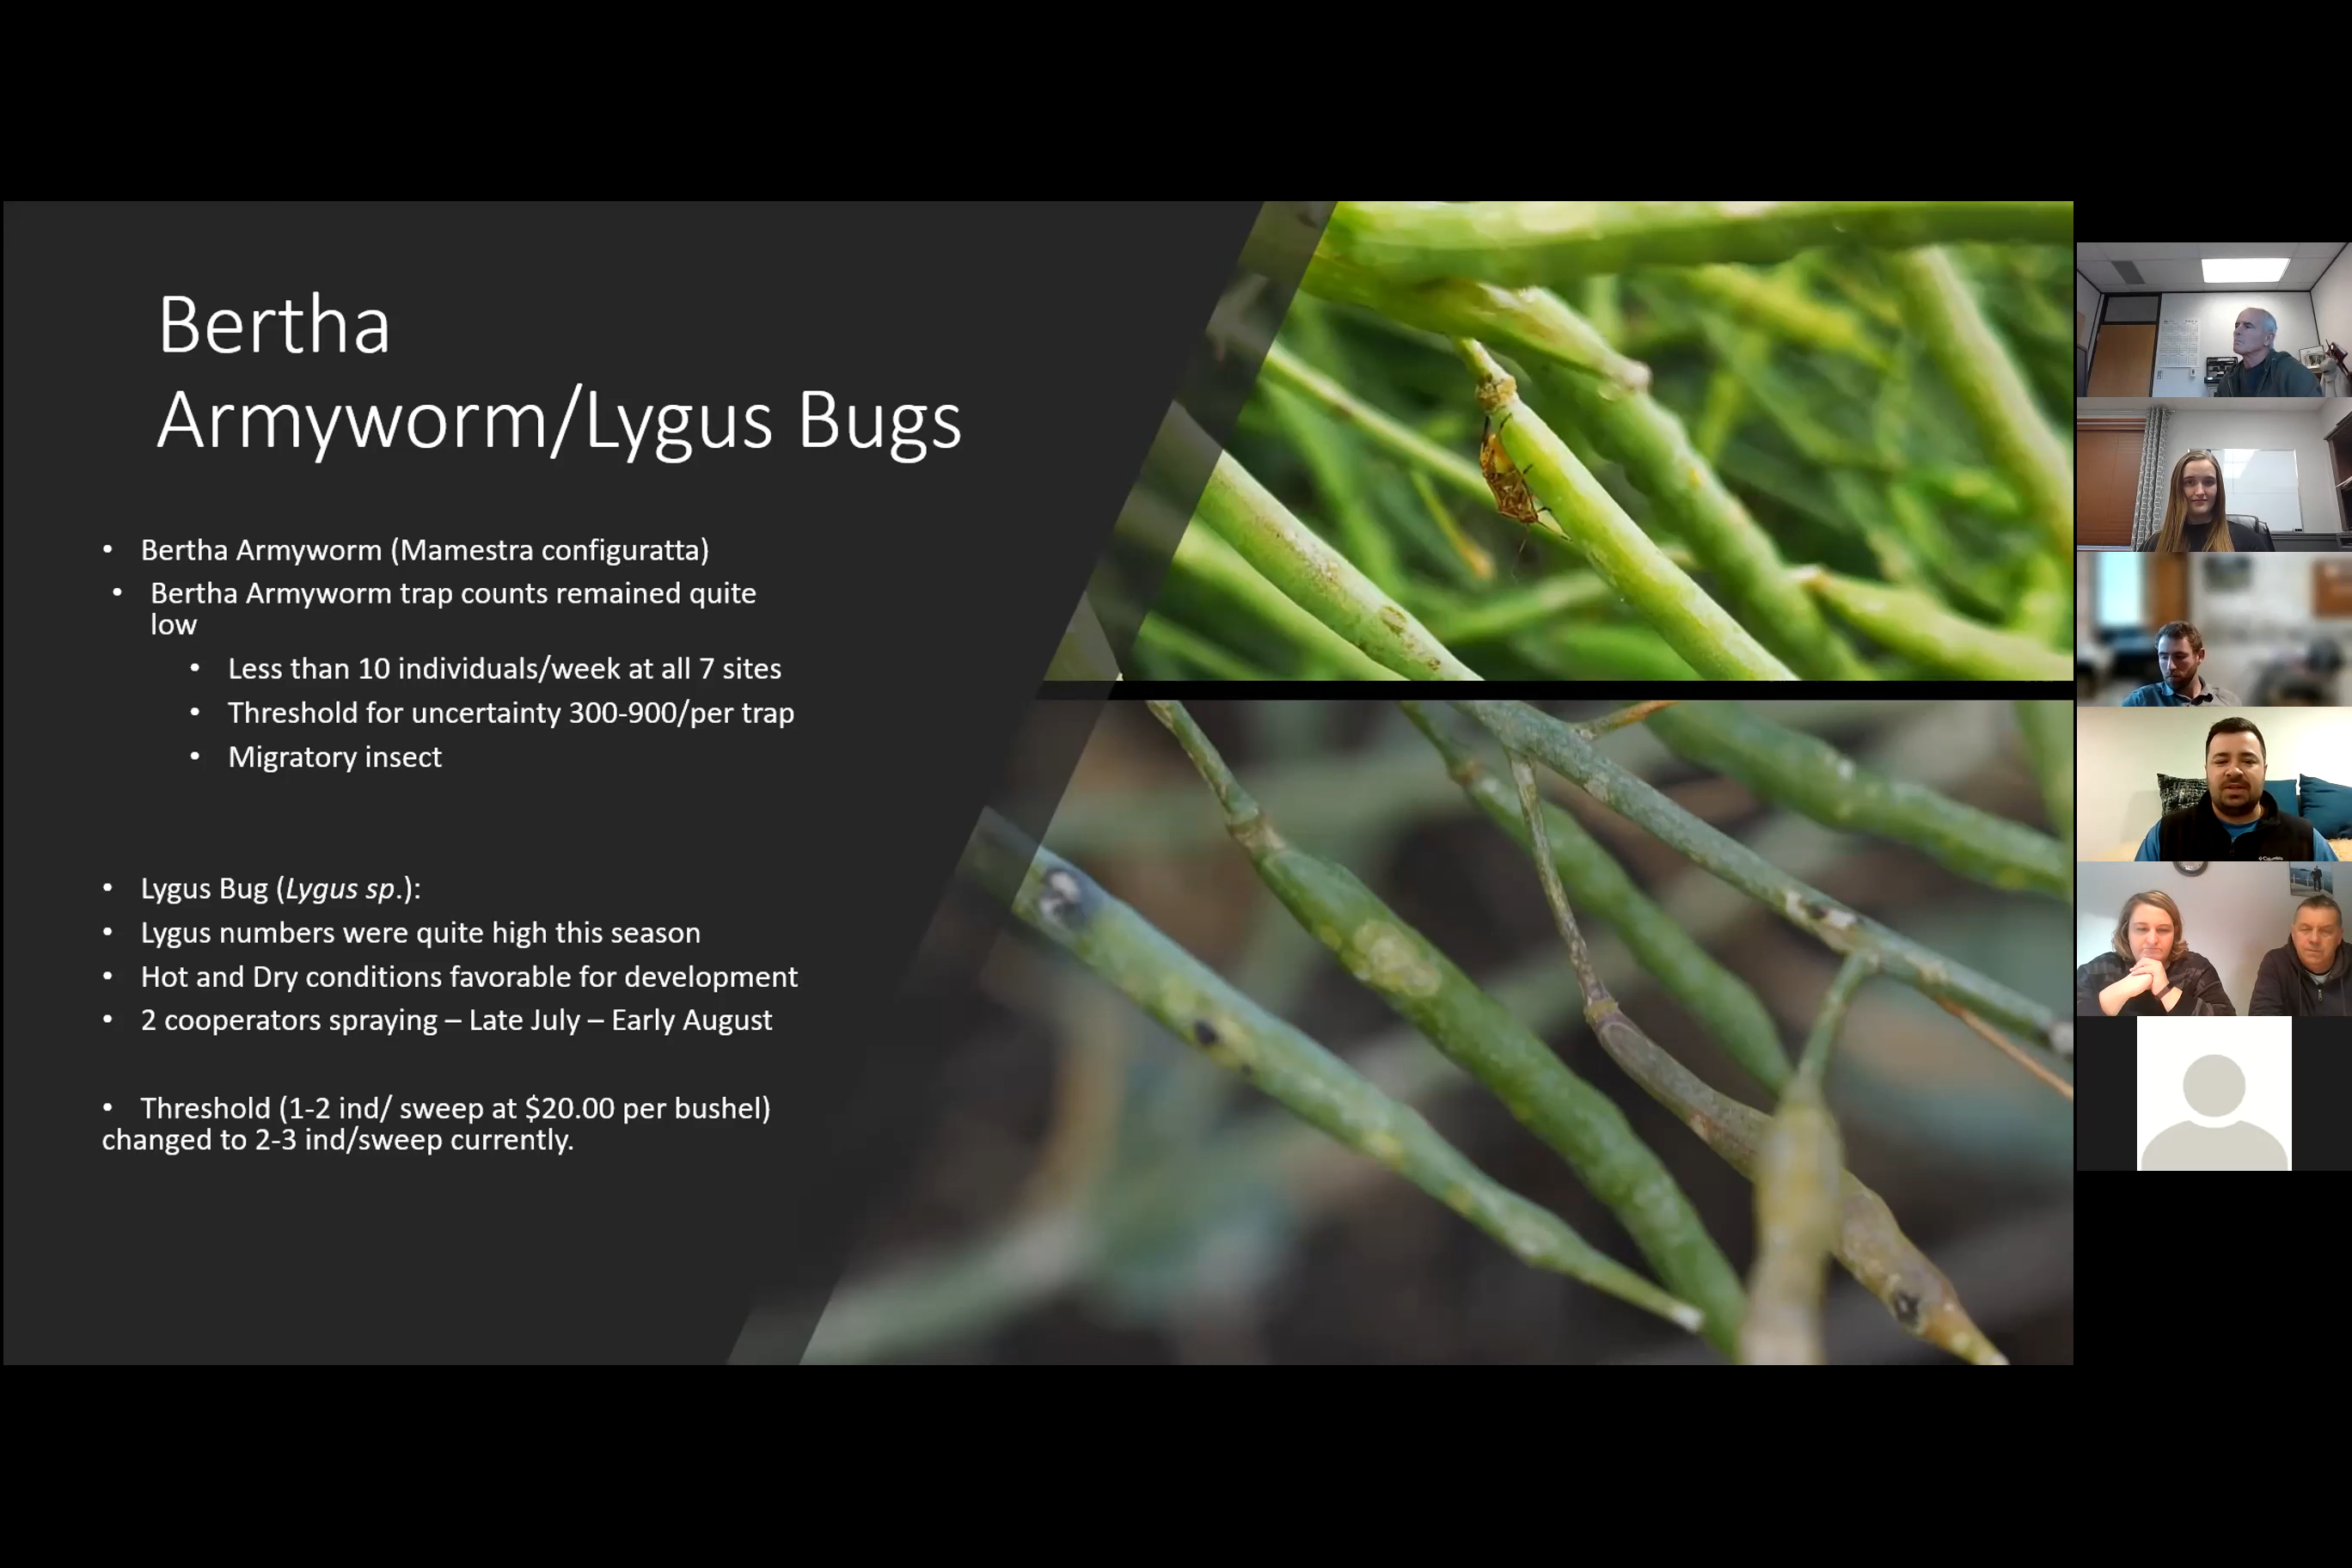 Bertha
Armyworm/Lygus Bugs
• Bertha Armyworm (Mamestra configuratta)
• Bertha Armyworm trap counts remained quite
low
• Less than 10 individuals/week at all 7 sites
• Threshold for uncertainty 300-900/per trap
• Migratory insect
• Lygus Bug (Lygus sp.):
• Lygus numbers were quite high this season
• Hot and Dry conditions favorable for development
• 2 cooperators spraying – Late July – Early August
• Threshold (1-2 ind/ sweep at $20.00 per bushel)
changed to 2-3 ind/sweep currently.
Columbia